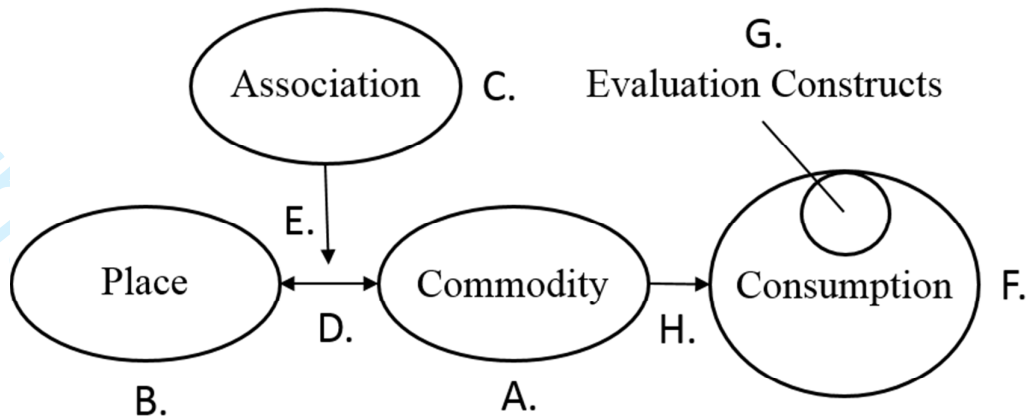 G.
Association
C.
Evaluation Constructs
E.
Place
Commodity
Consumption
F.
D.
H.
B.
A.